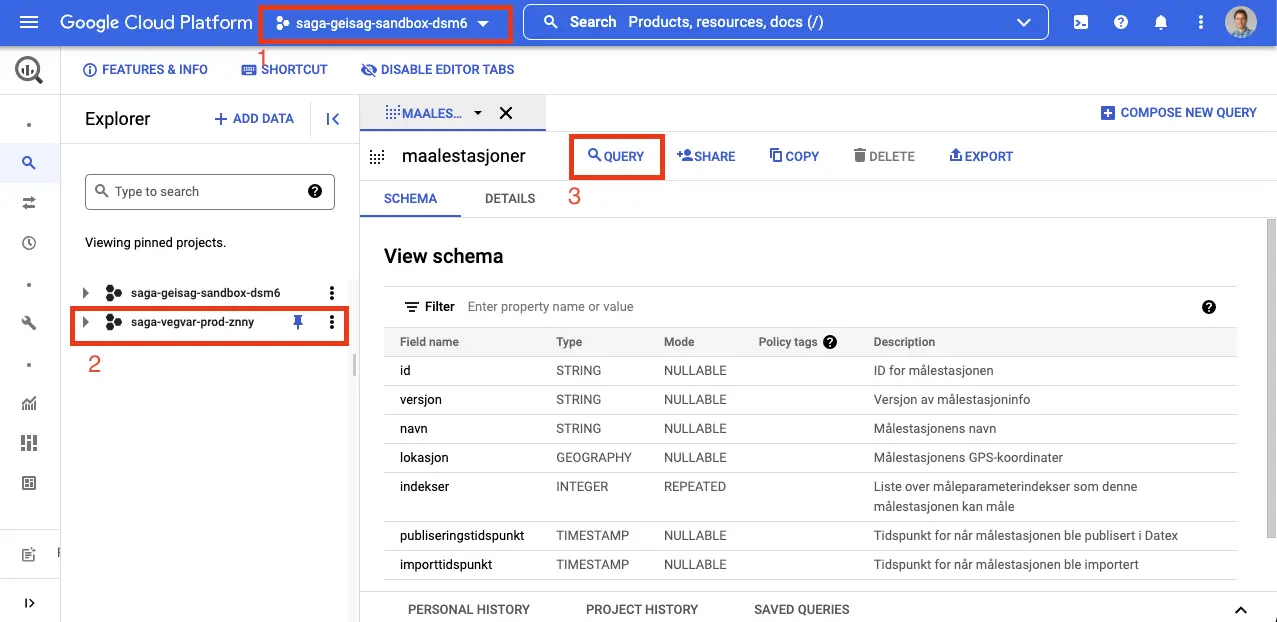 Google Cloud Platform
saga-geisag-sandbox-dsm6
Search Products, resources, docs (/)
1
FEATURES & INFO
SHORTCUT
DISABLE EDITOR TABS
Explorer
ADD DATA
MAALES...
COMPOSE NEW QUERY
maalestasjoner
QUERY
SHARE
COPY
DELETE
EXPORT
3
Type to search
SCHEMA
DETAILS
Viewing pinned projects.
saga-geisag-sandbox-dsm6
saga-vegvar-prod-znny
2
View schema
Filter Enter property name or value
Field name Type Mode Policy tags Description
id STRING NULLABLE ID for målestasjonen
versjon STRING NULLABLE Versjon av målestasjoninfo
navn STRING NULLABLE Målestasjonens navn
lokasjon GEOGRAPHY NULLABLE Målestasjonens GPS-koordinater
indekser INTEGER REPEATED Liste over måleparameterindekser som denne
målestasjonen kan måle
publiseringstidspunkt TIMESTAMP NULLABLE Tidspunkt for når målestasjonen ble publisert i Datex
importtidspunkt TIMESTAMP NULLABLE Tidspunkt for når målestasjonen ble importert
PERSONAL HISTORY
PROJECT HISTORY
SAVED QUERIES